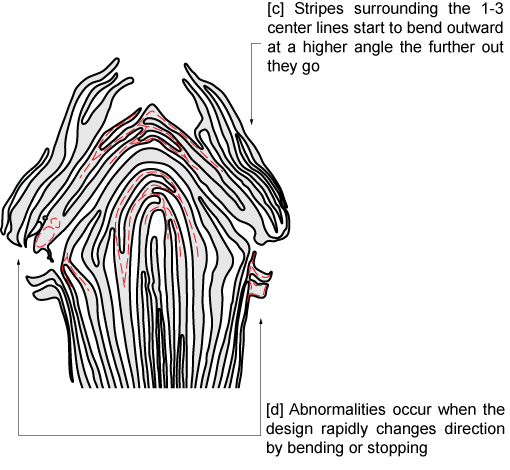 [c] Stripes surrounding the 1-3
center lines start to bend outward
at a higher angle the further out
they go
[d] Abnormalities occur when the
design rapidly changes direction
by bending or stopping